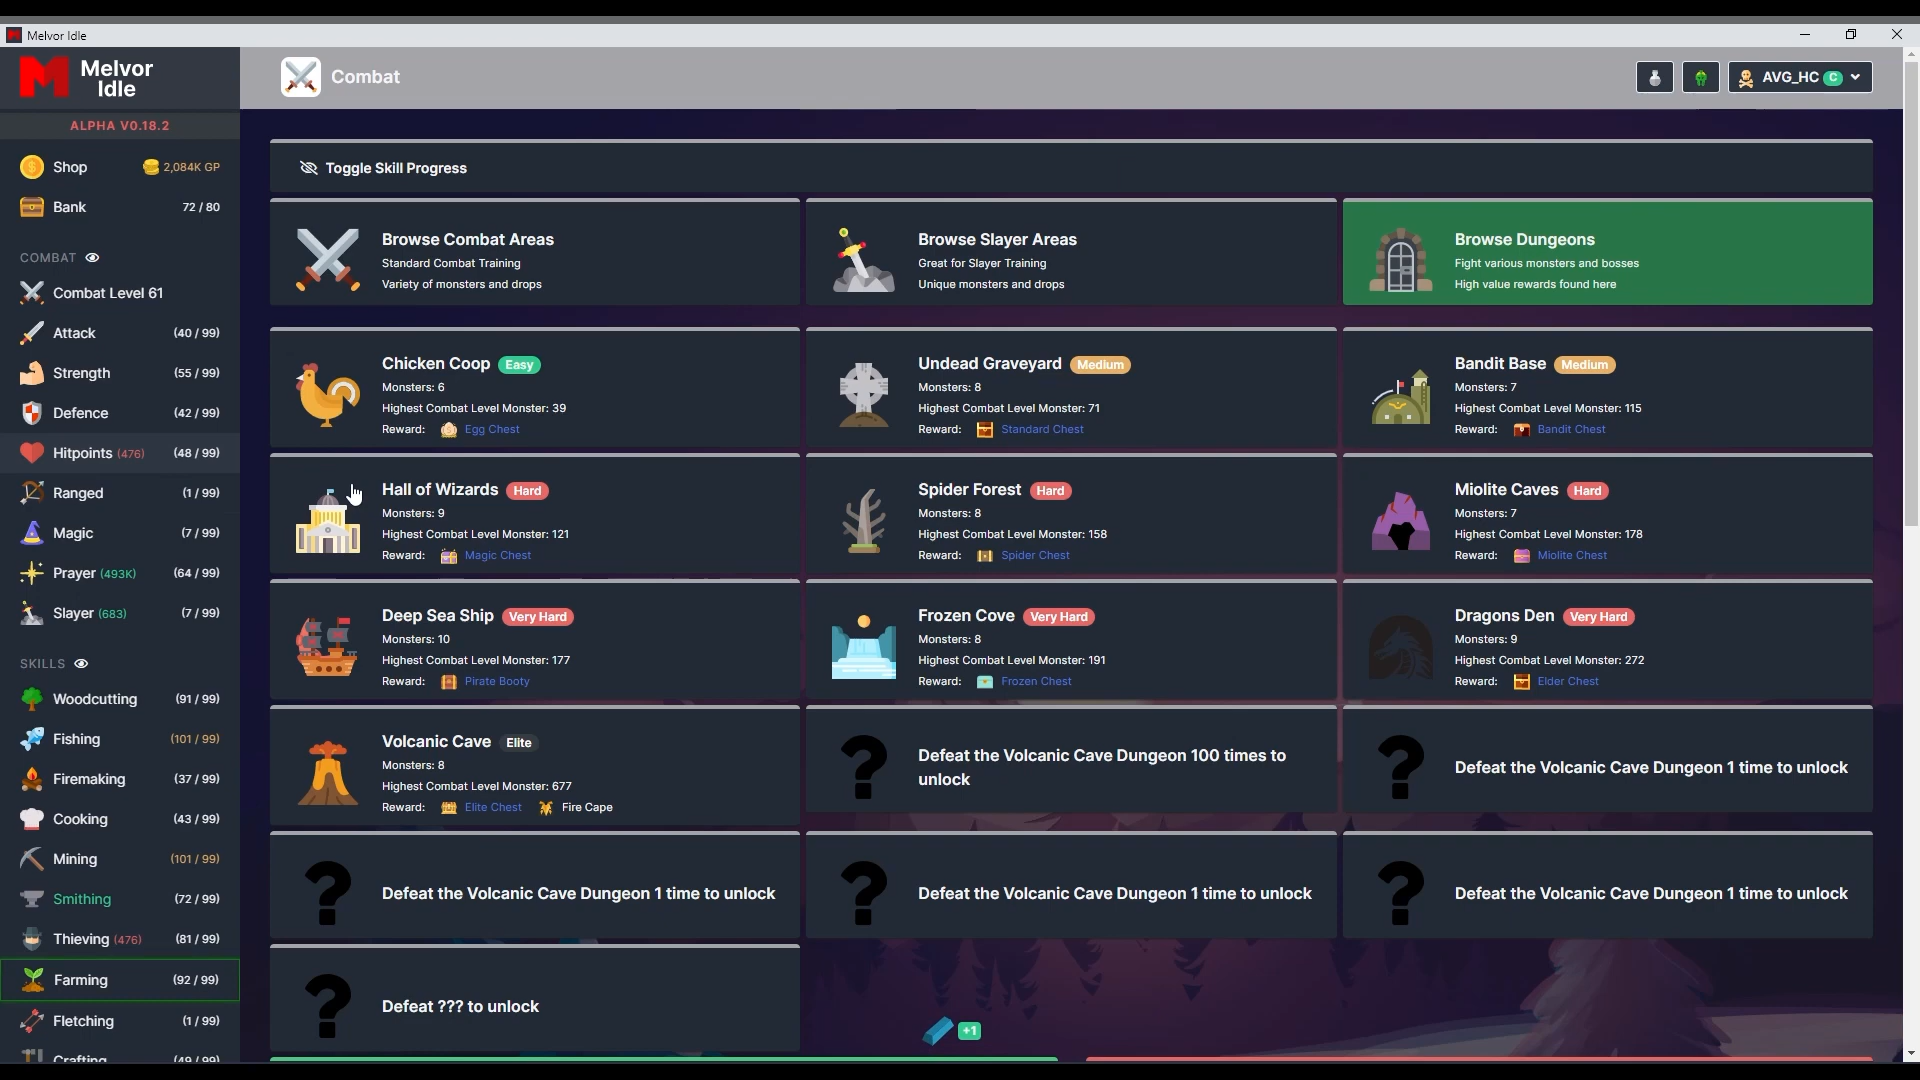 Melvor Idle
Melvor
Idle
ALPHA V0.18.2
Shop 2,084K GP
Bank 72 / 80
COMBAT
Combat Level 61
Attack (40 / 99)
Strength (55 / 99)
Defence (42 / 99)
Hitpoints (476) (48 / 99)
Ranged (1 / 99)
Magic (7 / 99)
Prayer (493K) (64 / 99)
Slayer (683) (7 / 99)
SKILLS
Woodcutting (91 / 99)
Fishing (101 / 99)
Firemaking (37 / 99)
Cooking (43 / 99)
Mining (101 / 99)
Smithing (72 / 99)
Thieving (476) (81 / 99)
Farming (92 / 99)
Fletching (1 / 99)
Crafting (49 / 99)
Combat
AVG_HC C
Toggle Skill Progress
Browse Combat Areas
Standard Combat Training
Variety of monsters and drops
Browse Slayer Areas
Great for Slayer Training
Unique monsters and drops
Browse Dungeons
Fight various monsters and bosses
High value rewards found here
Chicken Coop Easy
Monsters: 6
Highest Combat Level Monster: 39
Reward: Egg Chest
Undead Graveyard Medium
Monsters: 8
Highest Combat Level Monster: 71
Reward: Standard Chest
Bandit Base Medium
Monsters: 7
Highest Combat Level Monster: 115
Reward: Bandit Chest
Hall of Wizards Hard
Monsters: 9
Highest Combat Level Monster: 121
Reward: Magic Chest
Spider Forest Hard
Monsters: 8
Highest Combat Level Monster: 158
Reward: Spider Chest
Miolite Caves Hard
Monsters: 7
Highest Combat Level Monster: 178
Reward: Miolite Chest
Deep Sea Ship Very Hard
Monsters: 10
Highest Combat Level Monster: 177
Reward: Pirate Booty
Frozen Cove Very Hard
Monsters: 8
Highest Combat Level Monster: 191
Reward: Frozen Chest
Dragons Den Very Hard
Monsters: 9
Highest Combat Level Monster: 272
Reward: Elder Chest
Volcanic Cave Elite
Monsters: 8
Highest Combat Level Monster: 677
Reward: Elite Chest Fire Cape
Defeat the Volcanic Cave Dungeon 100 times to
unlock
Defeat the Volcanic Cave Dungeon 1 time to unlock
Defeat the Volcanic Cave Dungeon 1 time to unlock
Defeat the Volcanic Cave Dungeon 1 time to unlock
Defeat the Volcanic Cave Dungeon 1 time to unlock
Defeat ??? to unlock
+1